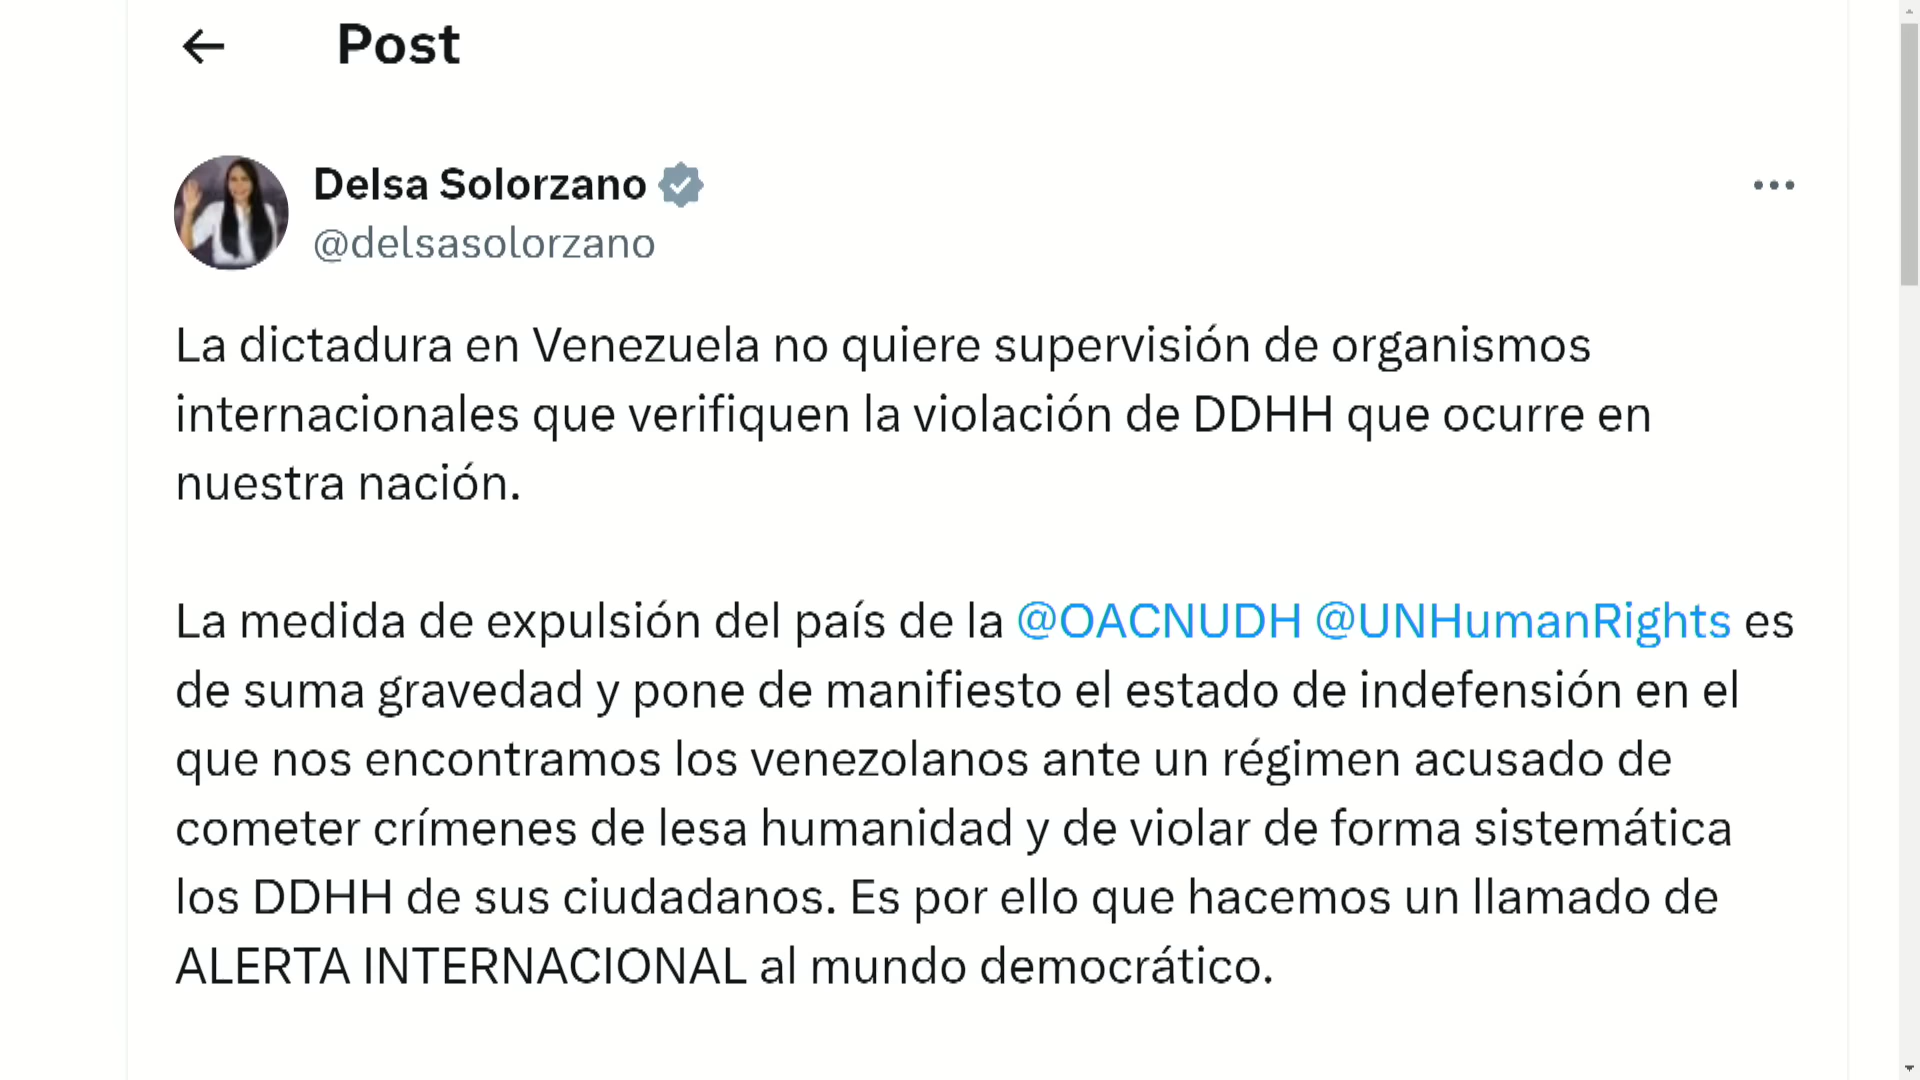 Post
Delsa Solorzano
@delsasolorzano
La dictadura en Venezuela no quiere supervisión de organismos
internacionales que verifiquen la violación de DDHH que ocurre en
nuestra nación.
La medida de expulsión del país de la @OACNUDH @UNHumanRights es
de suma gravedad y pone de manifiesto el estado de indefensión en el
que nos encontramos los venezolanos ante un régimen acusado de
cometer crímenes de lesa humanidad y de violar de forma sistemática
los DDHH de sus ciudadanos. Es por ello que hacemos un llamado de
ALERTA INTERNACIONAL al mundo democrático.